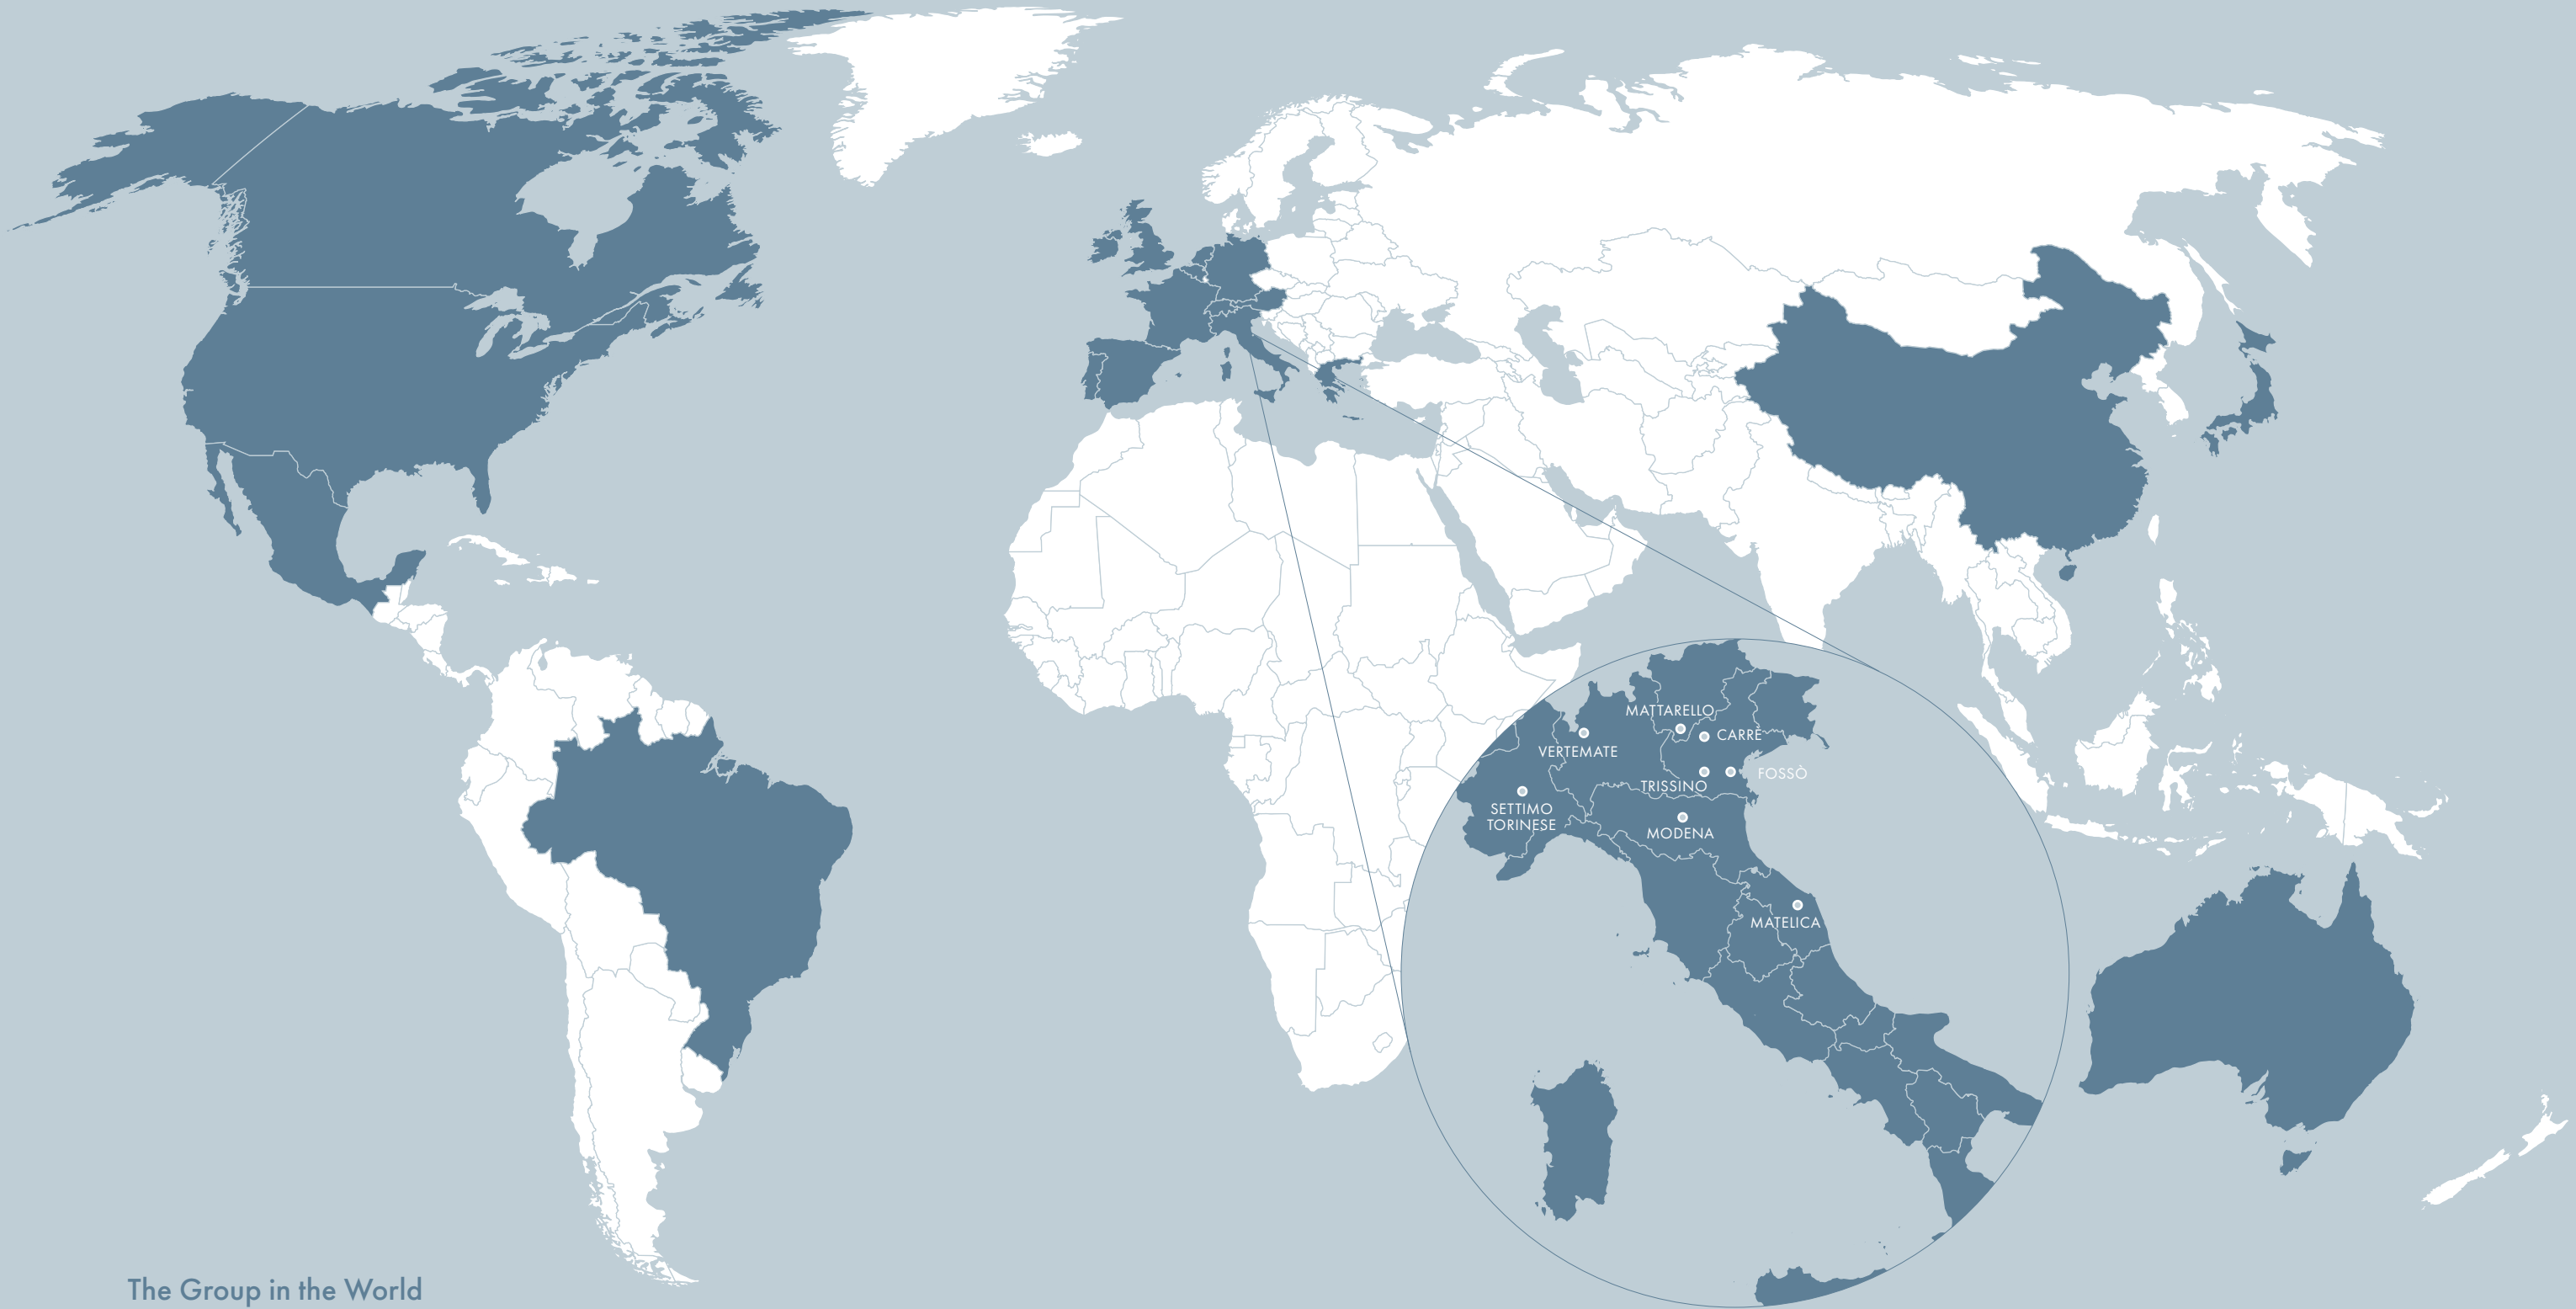 MATTARELLO
CARRÈ
VERTEMATE
FOSSÒ
TRISSINO
SETTIMO
TORINESE
MODENA
MATELICA
The Group in the World